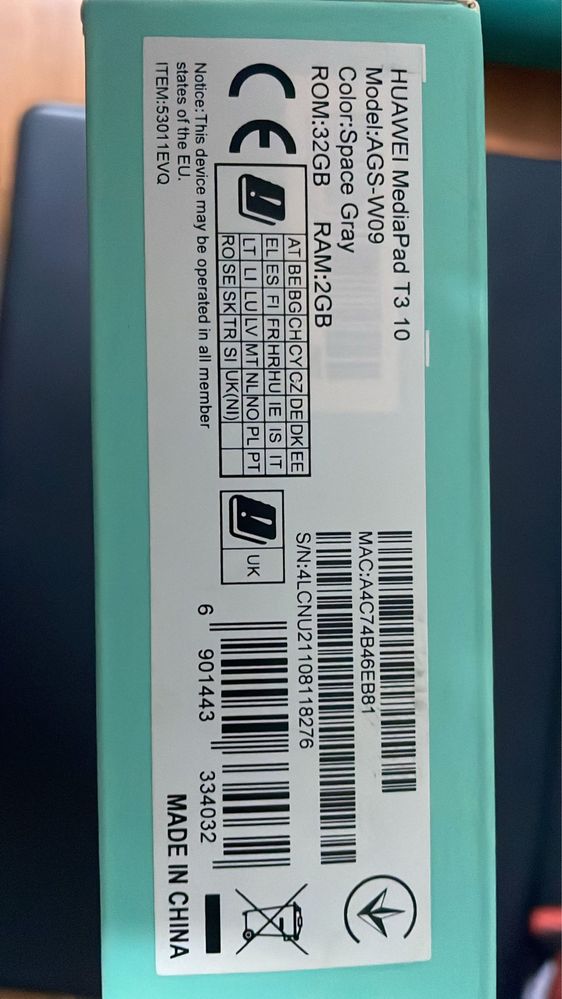 HUAWEI MediaPad T3 10
Model:AGS-W09
Color:Space Gray
ROM:32GB RAM:2GB
CE
AT BE BG CH CY CZ DE DK EE
EL ES FI FR HR HU IE IS IT
LT LI LU LV MT NL NO PL PT
RO SE SK TR SI UK(NI)
UK
Notice:This device may be operated in all member
states of the EU.
ITEM:53011EVQ
MAC:A4C74B46EB81
S/N:4LCNU21108118276
6 901443 334032
MADE IN CHINA